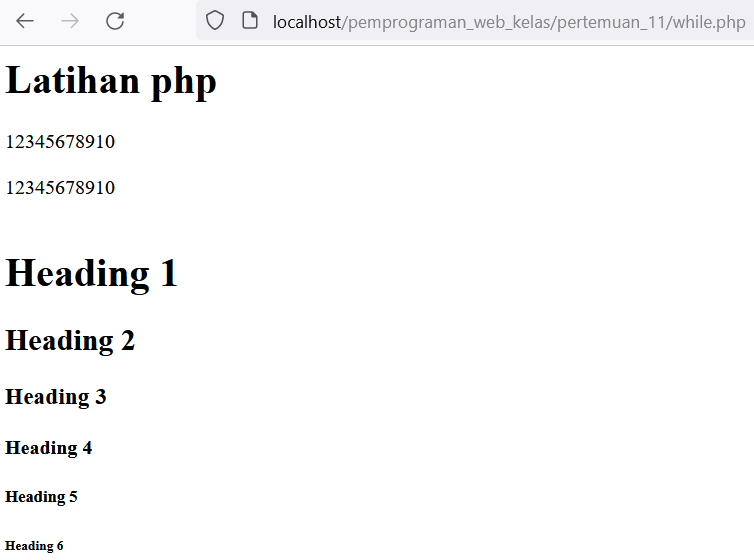 localhost/pemprograman_web_kelas/pertemuan_11/while.php
Latihan php
12345678910
12345678910
Heading 1
Heading 2
Heading 3
Heading 4
Heading 5
Heading 6